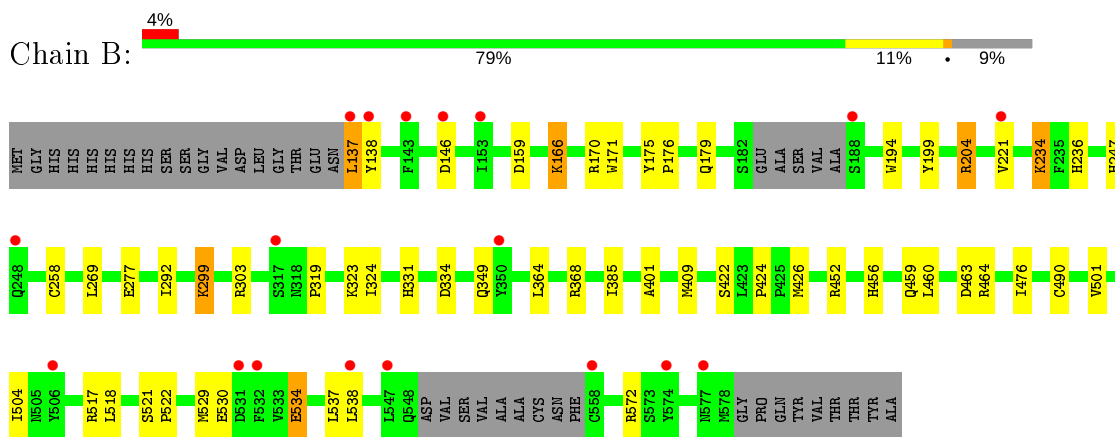 4%
Chain B:
79% 11% • 9%
MET GLY HIS HIS HIS HIS HIS HIS SER SER GLY VAL ASP LEU GLY THR GLU ASN L137 Y138 F143 D146 I153 D159 K166 R170 W171 Y175 P176 Q179 S182 GLU ALA SER VAL ALA S188 W194 Y199 R204 V221 K234 F235 H236 H247
Q248 C258 L269 E277 I292 K299 R303 S317 N318 P319 K323 I324 H331 D334 Q349 Y350 L364 R368 I385 A401 M409 S422 L423 P424 P425 M426 R452 H456 Q459 L460 D463 R464 I476 C490 V501
I504 N505 Y506 R517 L518 S521 P522 M529 E530 D531 F532 V533 E534 L537 L538 L547 Q548 ASP VAL SER VAL ALA ALA CYS ASN PHE C558 R572 S573 Y574 N577 M578 GLY PRO GLN TYR VAL THR THR TYR ALA